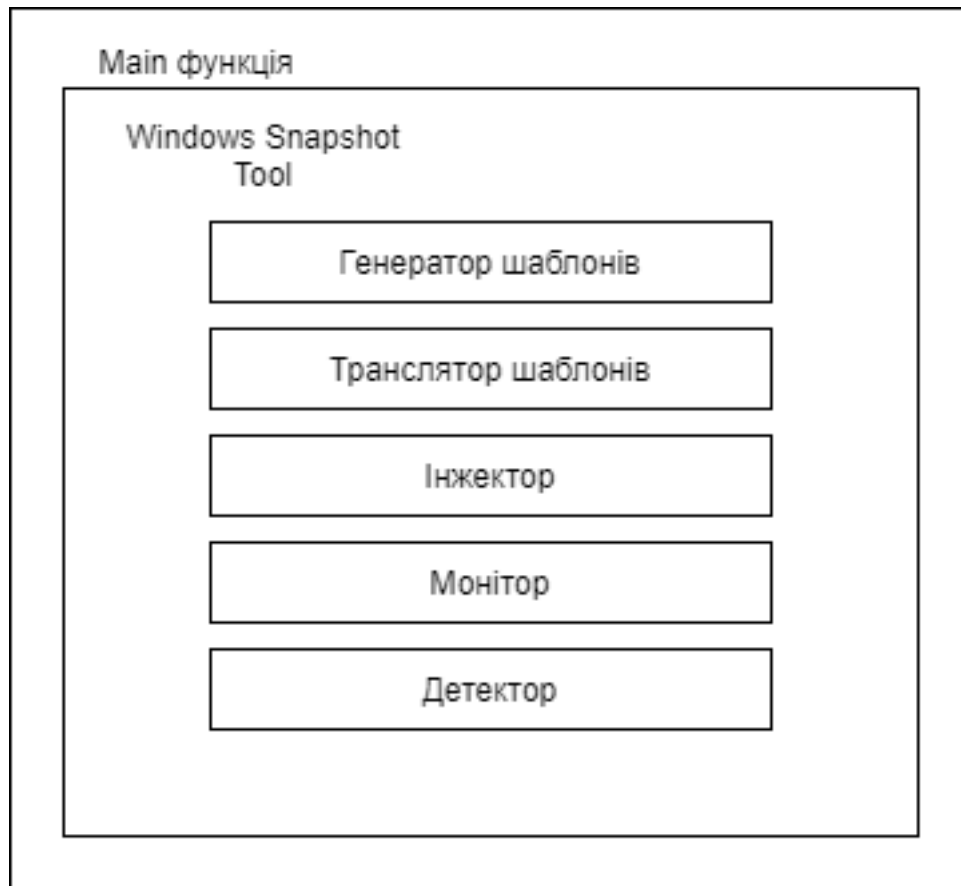 Main функція
Windows Snapshot
Tool
Генератор шаблонів
Транслятор шаблонів
Інжектор
Монітор
Детектор